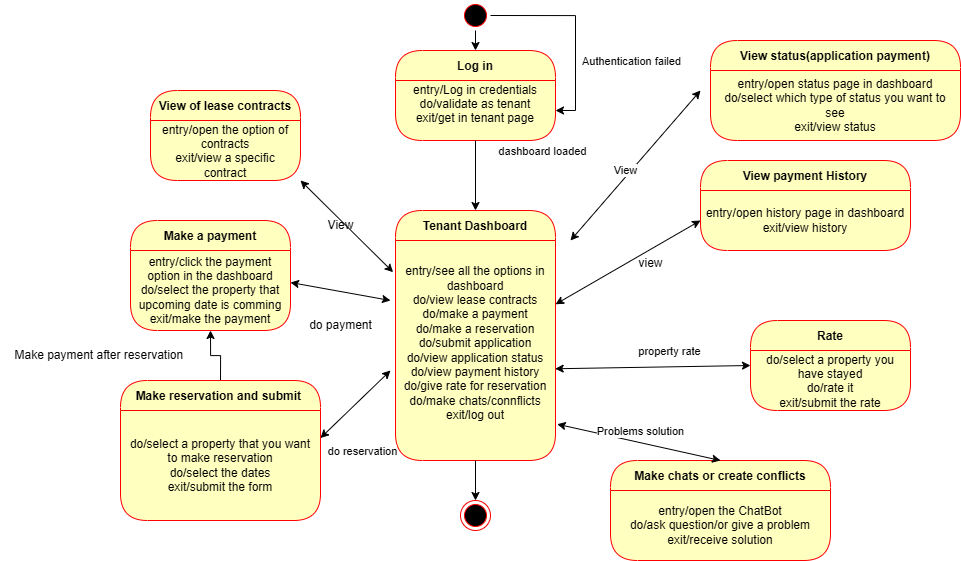 Log in
entry/Log in credentials
do/validate as tenant
exit/get in tenant page
Authentication failed
dashboard loaded
View status(application payment)
entry/open status page in dashboard
do/select which type of status you want to
see
exit/view status
View of lease contracts
entry/open the option of
contracts
exit/view a specific
contract
View
View
View payment History
entry/open history page in dashboard
exit/view history
view
Make a payment
entry/click the payment
option in the dashboard
do/select the property that
upcoming date is comming
exit/make the payment
do payment
Tenant Dashboard
entry/see all the options in
dashboard
do/view lease contracts
do/make a payment
do/make a reservation
do/submit application
do/view application status
do/view payment history
do/give rate for reservation
do/make chats/connflicts
exit/log out
Rate
do/select a property you
have stayed
do/rate it
exit/submit the rate
property rate
Make payment after reservation
Make reservation and submit
do/select a property that you want
to make reservation
do/select the dates
exit/submit the form
do reservation
Problems solution
Make chats or create conflicts
entry/open the ChatBot
do/ask question/or give a problem
exit/receive solution